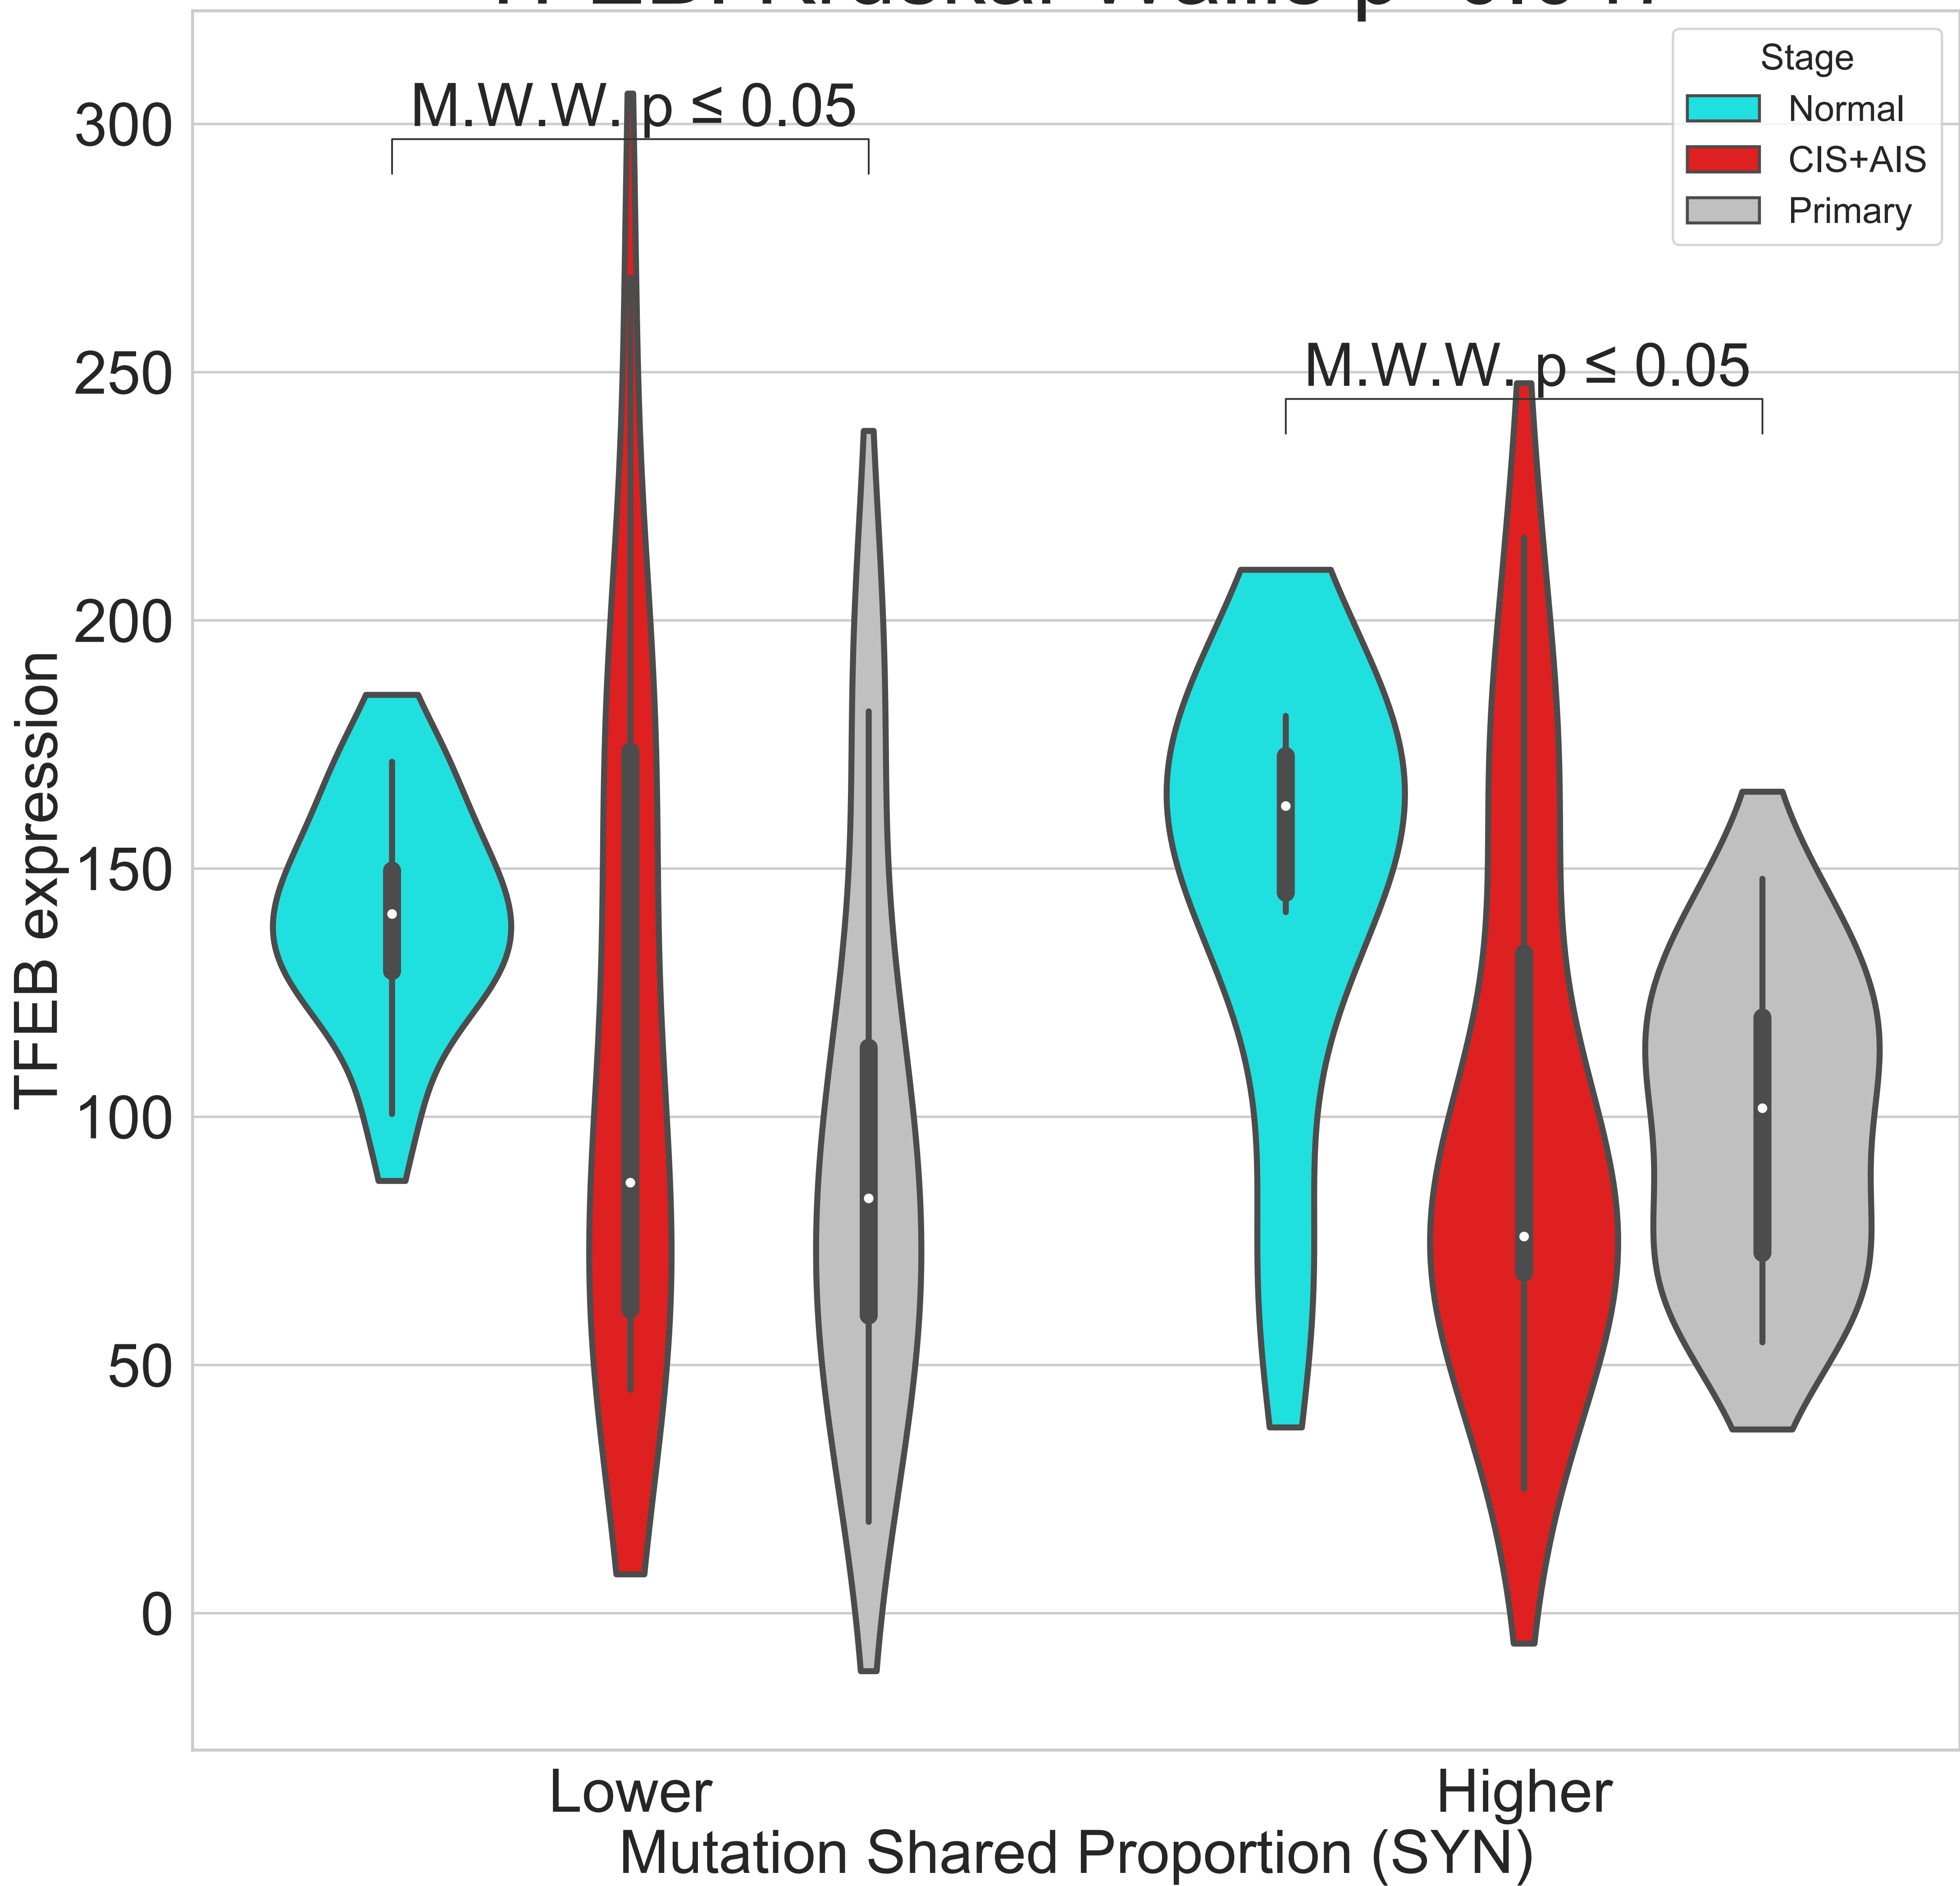 Stage
Normal
CIS+AIS
Primary
M.W.W. p ≤ 0.05
M.W.W. p ≤ 0.05
300
250
200
150
100
50
0
TFEB expression
Lower
Higher
Mutation Shared Proportion (SYN)